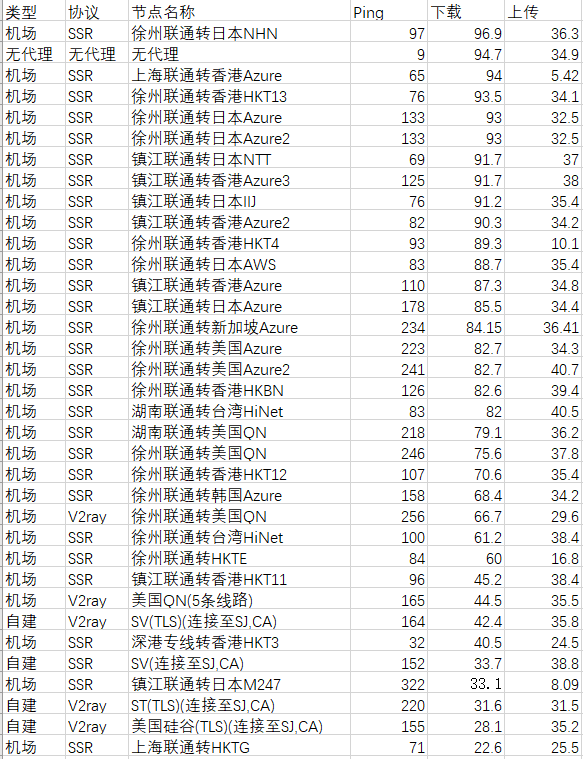 类型 协议 节点名称 Ping 下载 上传
机场 SSR 徐州联通转日本NHN 97 96.9 36.3
无代理 无代理 无代理 9 94.7 34.9
机场 SSR 上海联通转香港Azure 65 94 5.42
机场 SSR 徐州联通转香港HKT13 76 93.5 34.1
机场 SSR 徐州联通转日本Azure 133 93 32.5
机场 SSR 徐州联通转日本Azure2 133 93 32.5
机场 SSR 镇江联通转日本NTT 69 91.7 37
机场 SSR 镇江联通转香港Azure3 125 91.7 38
机场 SSR 镇江联通转日本IIJ 76 91.2 35.4
机场 SSR 镇江联通转香港Azure2 82 90.3 34.2
机场 SSR 徐州联通转香港HKT4 93 89.3 10.1
机场 SSR 徐州联通转日本AWS 83 88.7 35.4
机场 SSR 镇江联通转香港Azure 110 87.3 34.8
机场 SSR 镇江联通转日本Azure 178 85.5 34.4
机场 SSR 徐州联通转新加坡Azure 234 84.15 36.41
机场 SSR 徐州联通转美国Azure 223 82.7 34.3
机场 SSR 徐州联通转美国Azure2 241 82.7 40.7
机场 SSR 徐州联通转香港HKBN 126 82.6 39.4
机场 SSR 湖南联通转台湾HiNet 83 82 40.5
机场 SSR 湖南联通转美国QN 218 79.1 36.2
机场 SSR 徐州联通转美国QN 246 75.6 37.8
机场 SSR 徐州联通转香港HKT12 107 70.6 35.4
机场 SSR 徐州联通转韩国Azure 158 68.4 34.2
机场 V2ray 徐州联通转美国QN 256 66.7 29.6
机场 SSR 徐州联通转台湾HiNet 100 61.2 38.4
机场 SSR 徐州联通转HKTE 84 60 16.8
机场 SSR 镇江联通转香港HKT11 96 45.2 38.4
机场 V2ray 美国QN(5条线路) 165 44.5 35.5
自建 V2ray SV(TLS)(连接至SJ,CA) 164 42.4 35.8
机场 SSR 深港专线转香港HKT3 32 40.5 24.5
自建 SSR SV(连接至SJ,CA) 152 33.7 38.8
机场 SSR 镇江联通转日本M247 322 33.1 8.09
自建 V2ray ST(TLS)(连接至SJ,CA) 220 31.6 31.5
自建 V2ray 美国硅谷(TLS)(连接至SJ,CA) 155 28.1 35.2
机场 SSR 上海联通转HKTG 71 22.6 25.5